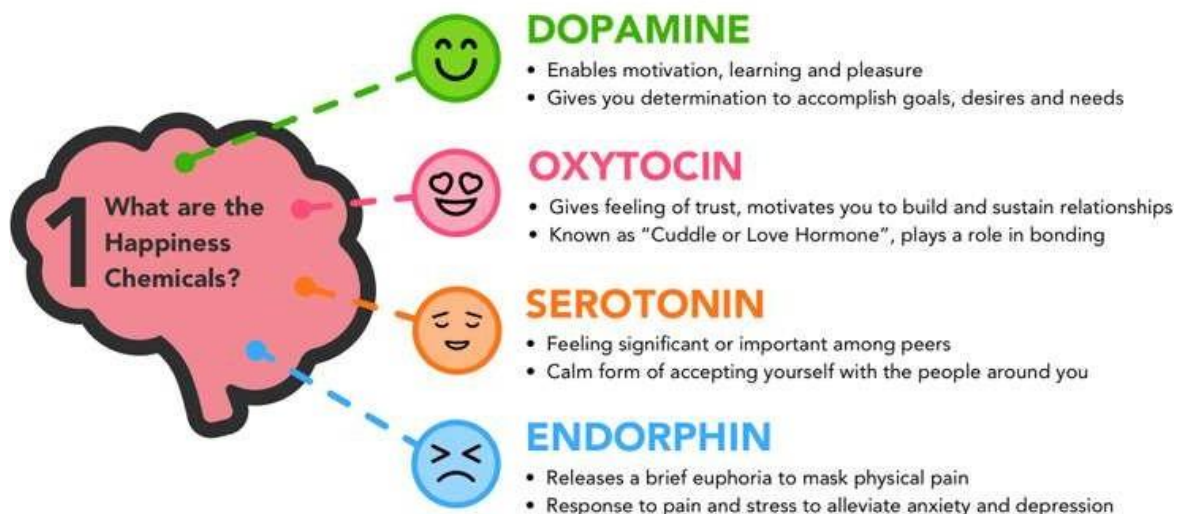 1
What are the
Happiness
Chemicals?
DOPAMINE
• Enables motivation, learning and pleasure
• Gives you determination to accomplish goals, desires and needs
OXYTOCIN
• Gives feeling of trust, motivates you to build and sustain relationships
• Known as “Cuddle or Love Hormone”, plays a role in bonding
SEROTONIN
• Feeling significant or important among peers
• Calm form of accepting yourself with the people around you
ENDORPHIN
• Releases a brief euphoria to mask physical pain
• Response to pain and stress to alleviate anxiety and depression